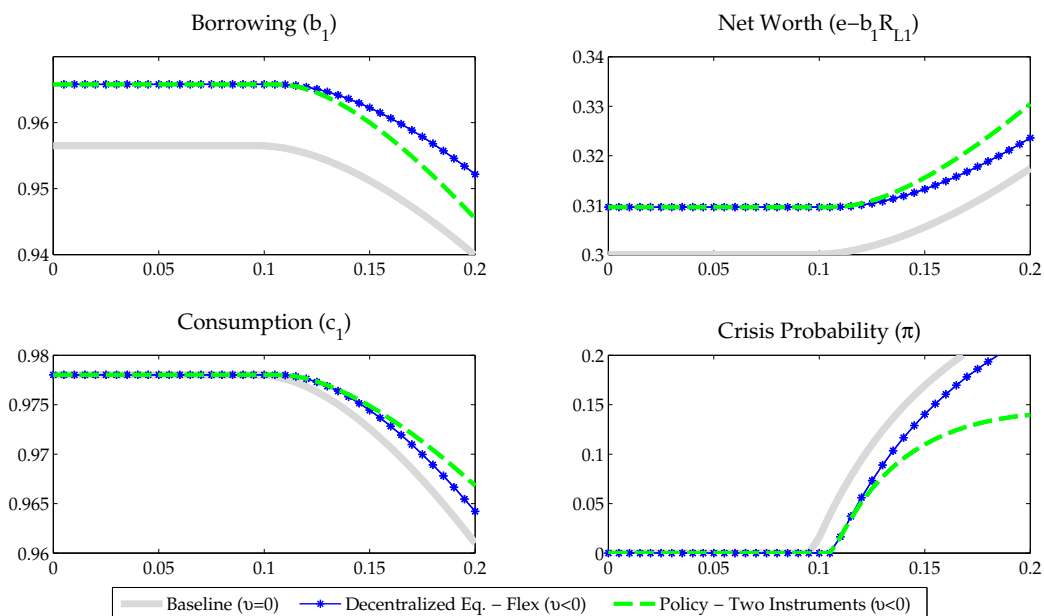 Borrowing (b1)
0.96
0.95
0.94
0 0.05 0.1 0.15 0.2
Net Worth (e−b1RL1)
0.34
0.33
0.32
0.31
0.3
0 0.05 0.1 0.15 0.2
Consumption (c1)
0.98
0.975
0.97
0.965
0.96
0 0.05 0.1 0.15 0.2
Crisis Probability (π)
0.2
0.15
0.1
0.05
0
0 0.05 0.1 0.15 0.2
Baseline (υ=0) Decentralized Eq. − Flex (υ<0) Policy − Two Instruments (υ<0)